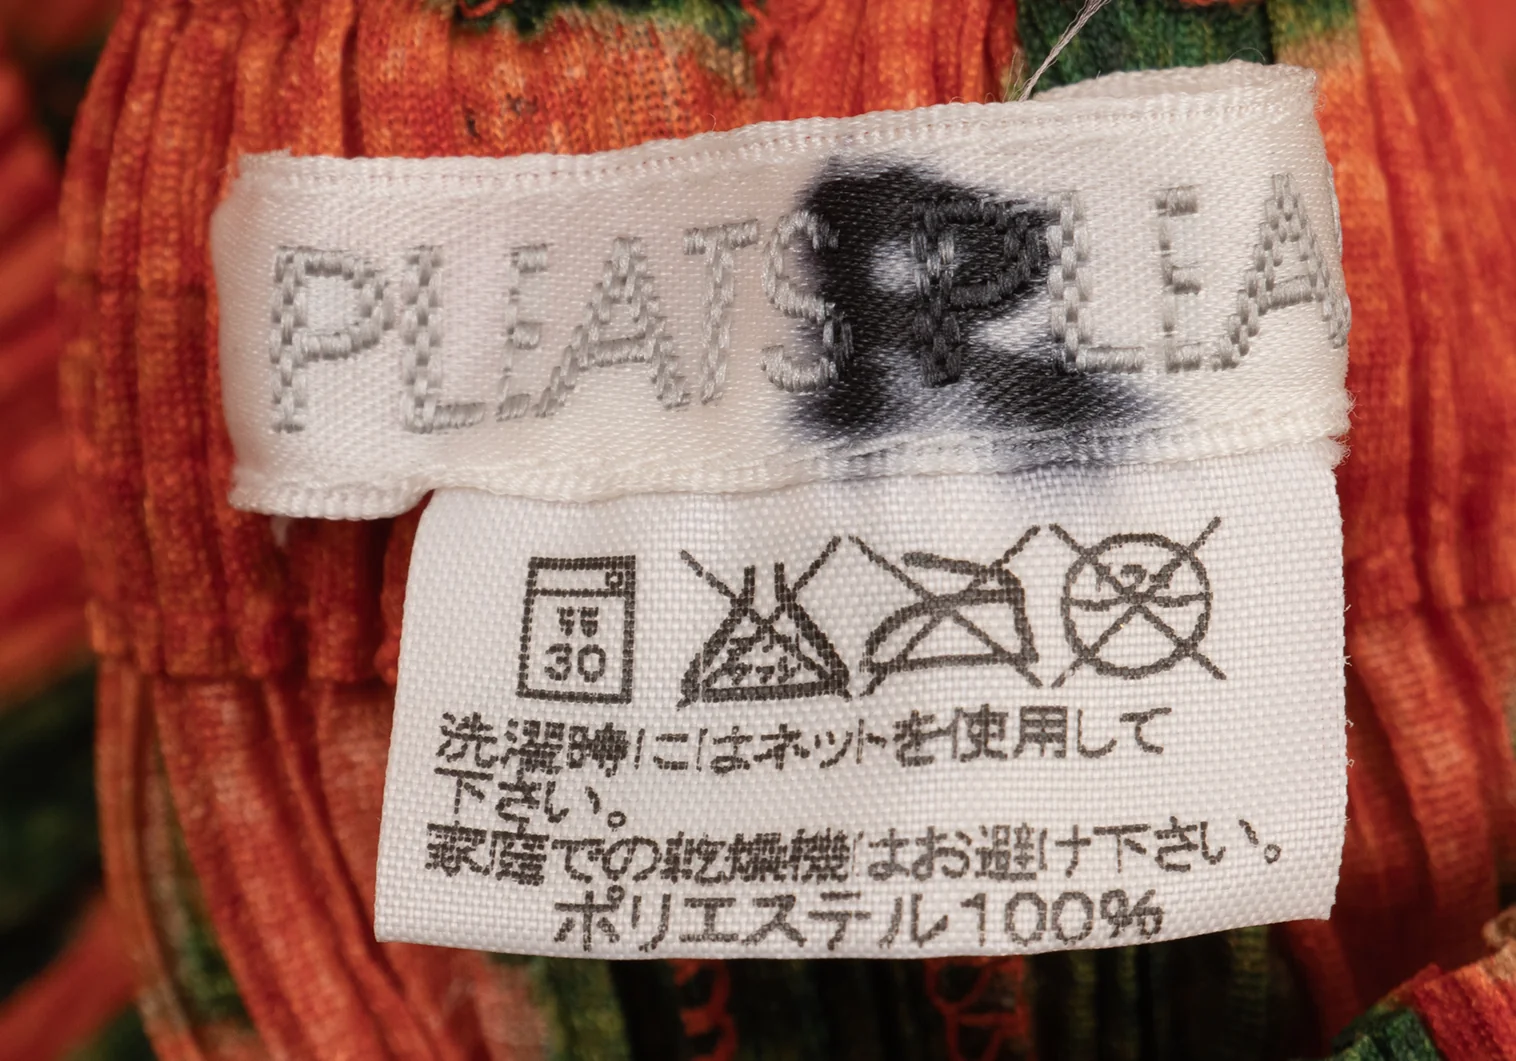 PLEATS PLEA
弱
30
洗濯時にはネットを使用して
下さい。
家庭での乾燥機はお避け下さい。
ポリエステル100%